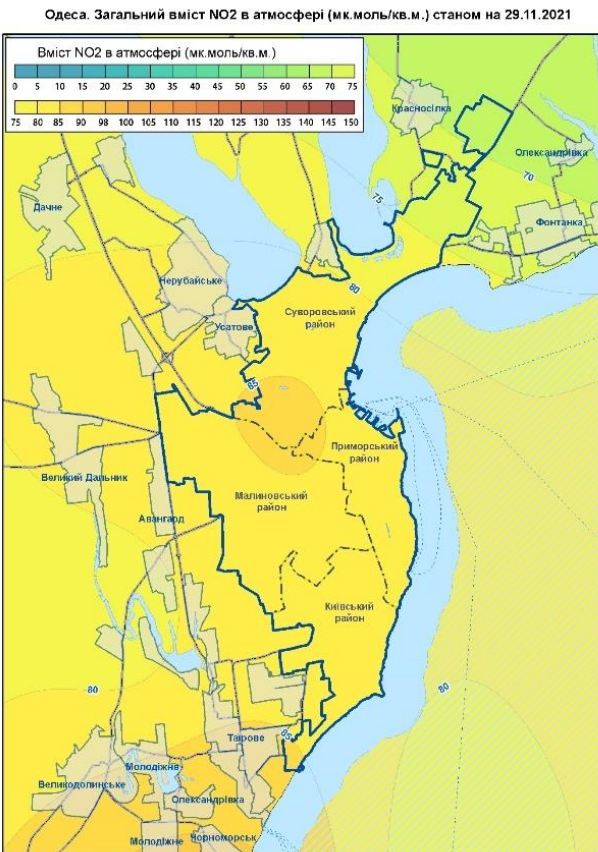 Одеса. Загальний вміст NO2 в атмосфері (мк.моль/кв.м.) станом на 29.11.2021
Вміст NO2 в атмосфері (мк.моль/кв.м.)
0 5 10 15 20 25 30 35 40 45 50 55 60 65 70 75
75 80 85 90 98 100 105 110 115 120 125 130 135 140 145 150
Красносілка
Олександрівка
70
75
Дачне
Фонтанка
Нерубайське
80
Суворовський
район
Усатове
85
Приморський
район
Великий Дальник
Малиновський
район
Авангард
Київський
район
80
80
85
Таїрове
Молодіжне
Великодолинське
Олександрівка
Молодіжне
Чорноморськ